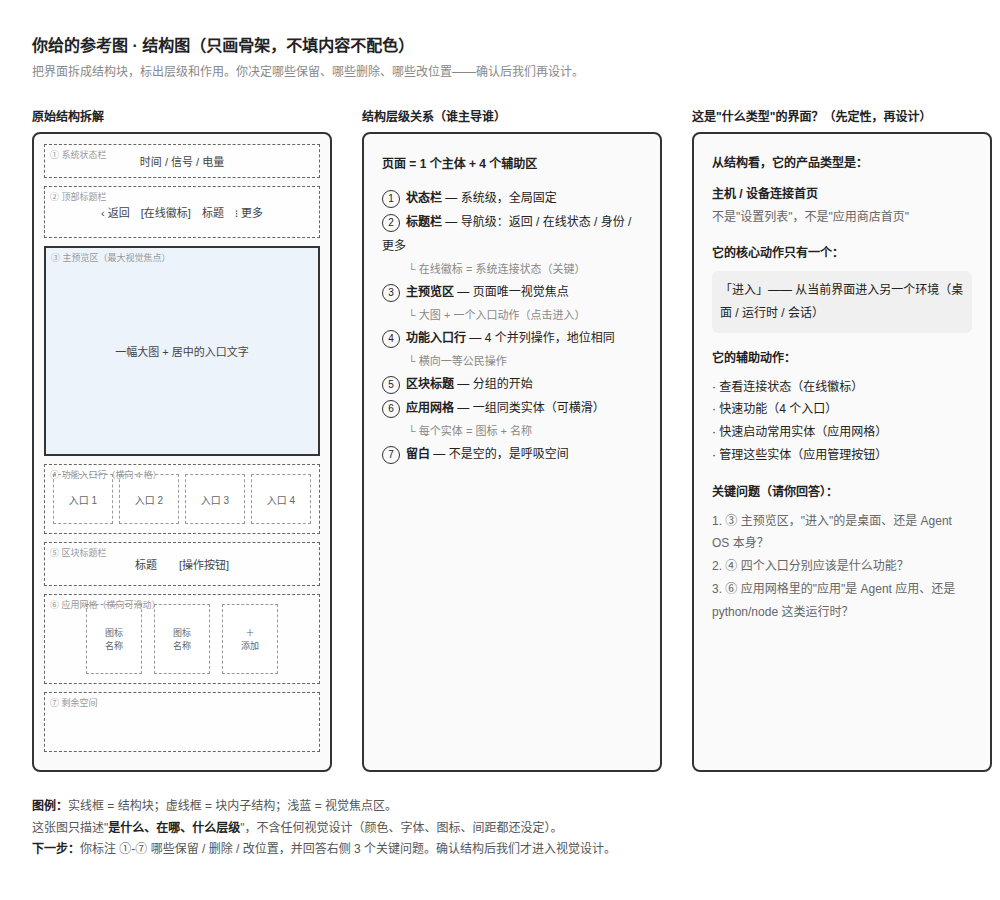 你给的参考图 · 结构图（只画骨架，不填内容不配色）
把界面拆成结构块，标出层级和作用。你决定哪些保留、哪些删除、哪些改位置——确认后我们再设计。
原始结构拆解
① 系统状态栏
时间 / 信号 / 电量
② 顶部标题栏
‹ 返回 [在线徽标] 标题 ⁝ 更多
③ 主预览区（最大视觉焦点）
一幅大图 + 居中的入口文字
④ 功能入口行（横向 4 格）
入口 1
入口 2
入口 3
入口 4
⑤ 区块标题栏
标题 [操作按钮]
⑥ 应用网格（横向可滑动）
图标
名称
图标
名称
＋
添加
⑦ 剩余空间
结构层级关系（谁主导谁）
页面 = 1 个主体 + 4 个辅助区
1 状态栏 — 系统级，全局固定
2 标题栏 — 导航级：返回 / 在线状态 / 身份 /
更多
└ 在线徽标 = 系统连接状态（关键）
3 主预览区 — 页面唯一视觉焦点
└ 大图 + 一个入口动作（点击进入）
4 功能入口行 — 4 个并列操作，地位相同
└ 横向一等公民操作
5 区块标题 — 分组的开始
6 应用网格 — 一组同类实体（可横滑）
└ 每个实体 = 图标 + 名称
7 留白 — 不是空的，是呼吸空间
这是"什么类型"的界面？（先定性，再设计）
从结构看，它的产品类型是：
主机 / 设备连接首页
不是"设置列表"，不是"应用商店首页"
它的核心动作只有一个：
「进入」—— 从当前界面进入另一个环境（桌
面 / 运行时 / 会话）
它的辅助动作：
· 查看连接状态（在线徽标）
· 快速功能（4 个入口）
· 快速启动常用实体（应用网格）
· 管理这些实体（应用管理按钮）
关键问题（请你回答）：
1. ③ 主预览区，"进入"的是桌面、还是 Agent
OS 本身？
2. ④ 四个入口分别应该是什么功能？
3. ⑥ 应用网格里的"应用"是 Agent 应用、还是
python/node 这类运行时？
图例：实线框 = 结构块；虚线框 = 块内子结构；浅蓝 = 视觉焦点区。
这张图只描述"是什么、在哪、什么层级"，不含任何视觉设计（颜色、字体、图标、间距都还没定）。
下一步：你标注 ①-⑦ 哪些保留 / 删除 / 改位置，并回答右侧 3 个关键问题。确认结构后我们才进入视觉设计。